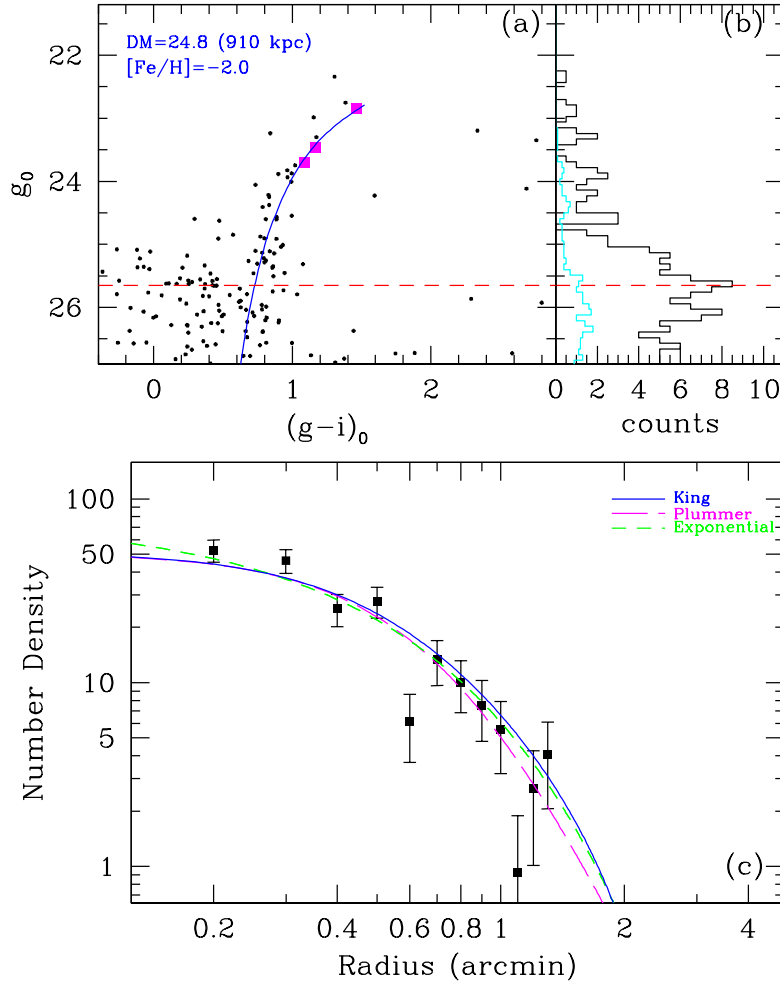 (a)
(b)
DM=24.8 (910 kpc)
[Fe/H]=−2.0
22
24
26
g₀
0
1
2
(g−i)₀
0
2
4
6
8
10
counts
King
Plummer
Exponential
100
50
10
5
1
Number Density
(c)
0.2
0.4
0.6
0.8
1
2
4
Radius (arcmin)